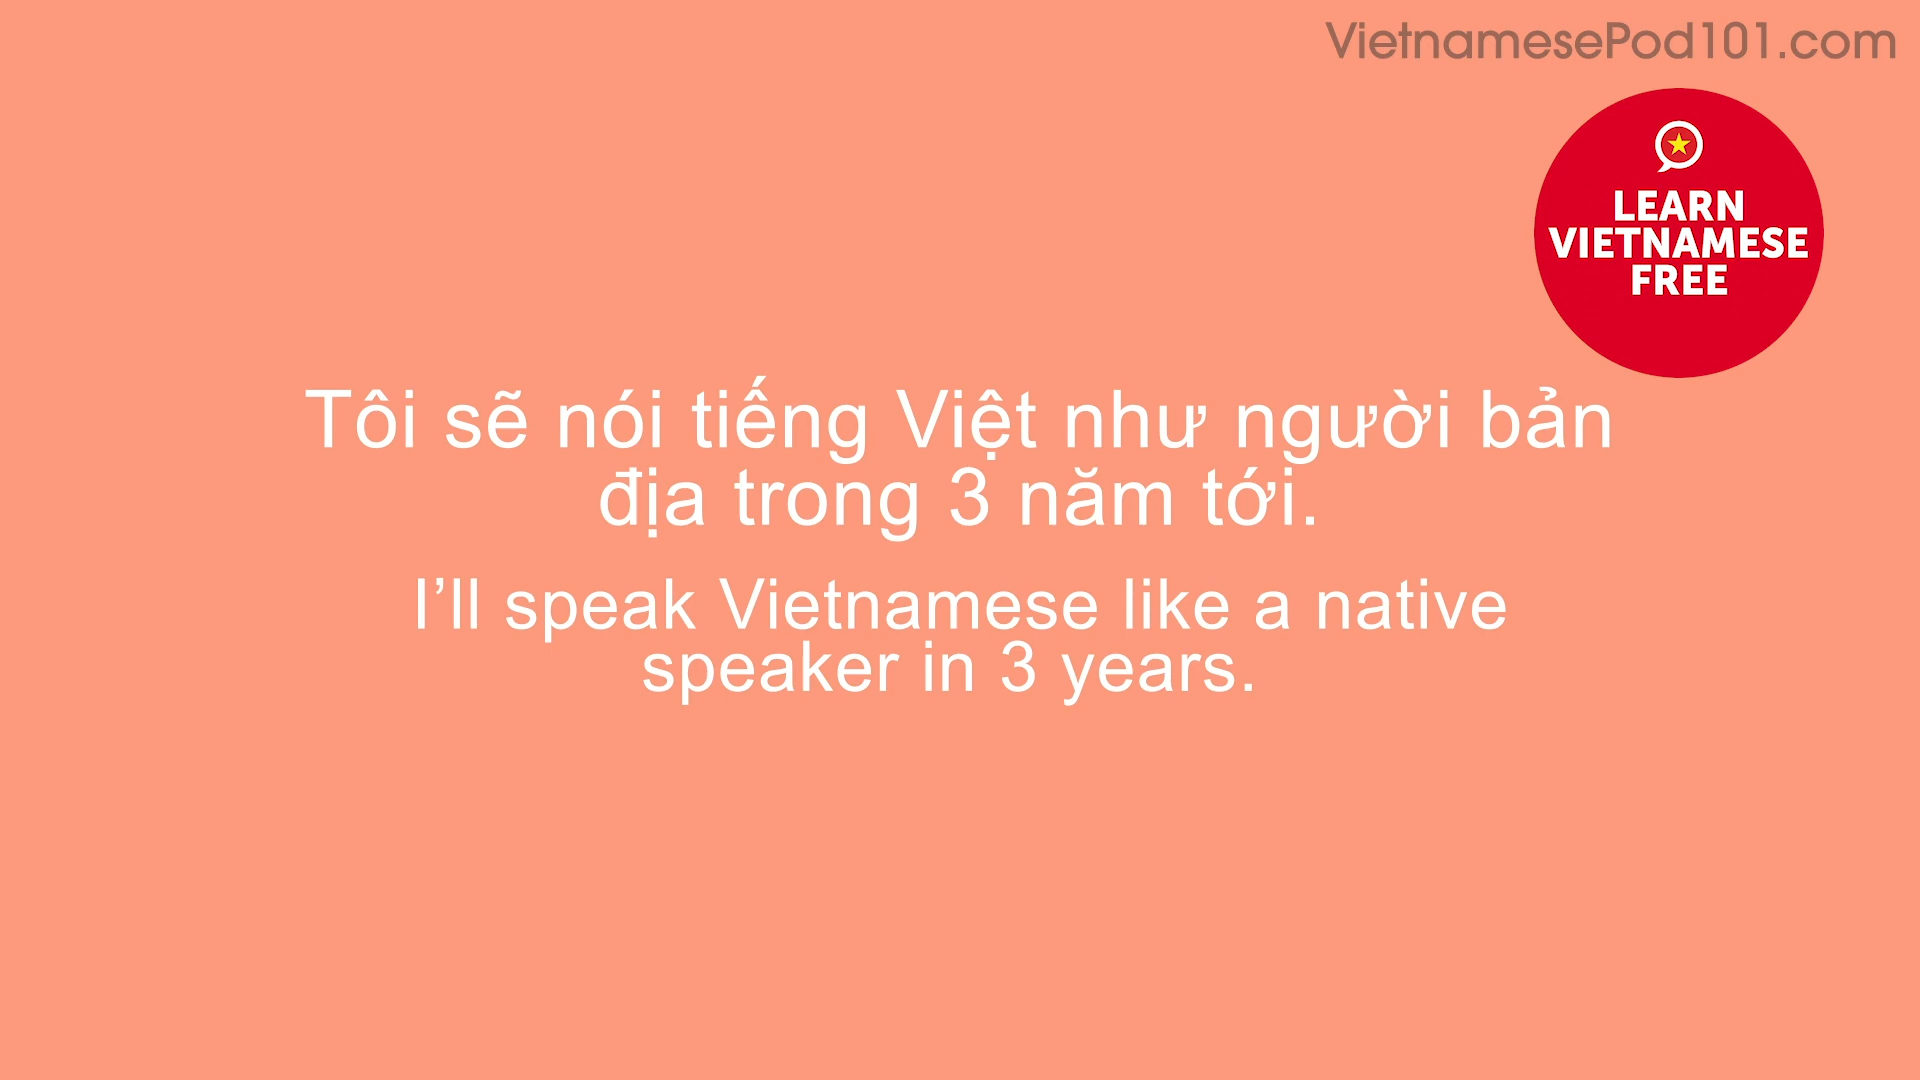 VietnamesePod101.com
LEARN
VIETNAMESE
FREE
Tôi sẽ nói tiếng Việt như người bản
địa trong 3 năm tới.
I’ll speak Vietnamese like a native
speaker in 3 years.